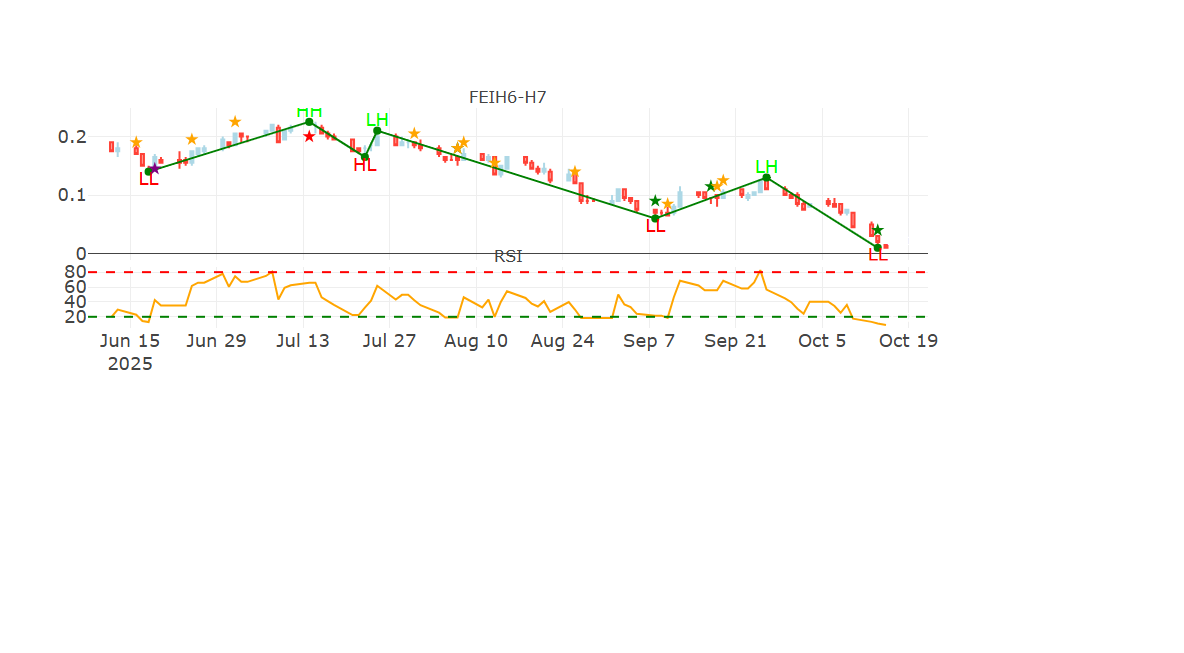 FEIH6-H7
HH
LH
0.2
HL
LL
LH
0.1
LL
0
LL
RSI
80
60
40
20
Jun 15 Jun 29 Jul 13 Jul 27 Aug 10 Aug 24 Sep 7 Sep 21 Oct 5 Oct 19
2025